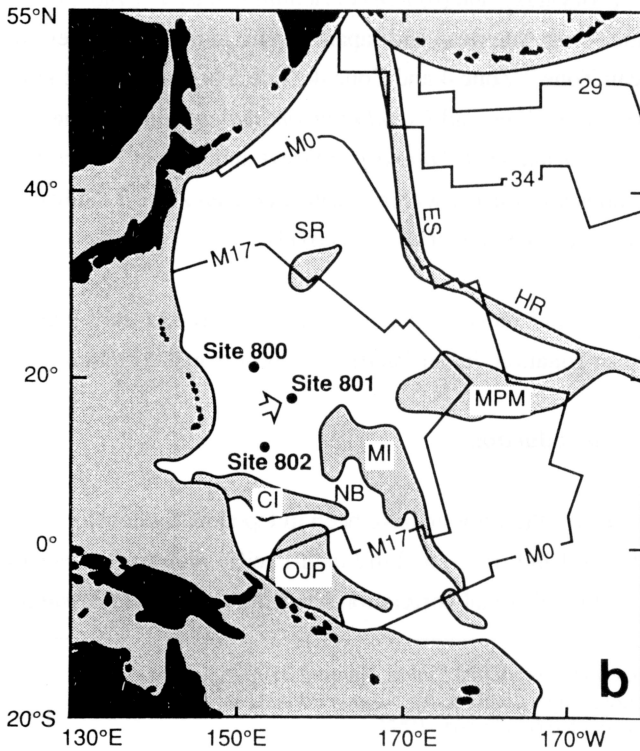 55°N
29
M0
34
40°
ES
SR
M17
HR
Site 800
20°
Site 801
MPM
Site 802
MI
CI
NB
0°
M17
M0
OJP
b
20°S
130°E
150°E
170°E
170°W